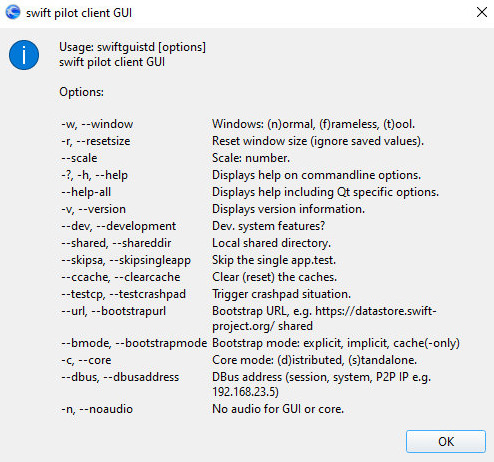 swift pilot client GUI
Usage: swiftguistd [options]
swift pilot client GUI
Options:
-w, --window Windows: (n)ormal, (f)rameless, (t)ool.
-r, --resetsize Reset window size (ignore saved values).
--scale Scale: number.
-?, -h, --help Displays help on commandline options.
--help-all Displays help including Qt specific options.
-v, --version Displays version information.
--dev, --development Dev. system features?
--shared, --shareddir Local shared directory.
--skipsa, --skipsingleapp Skip the single app.test.
--ccache, --clearcache Clear (reset) the caches.
--testcp, --testcrashpad Trigger crashpad situation.
--url, --bootstrapurl Bootstrap URL, e.g. https://datastore.swift-
project.org/ shared
--bmode, --bootstrapmode Bootstrap mode: explicit, implicit, cache(-only)
-c, --core Core mode: (d)istributed, (s)tandalone.
--dbus, --dbusaddress DBus address (session, system, P2P IP e.g.
192.168.23.5)
-n, --noaudio No audio for GUI or core.
OK